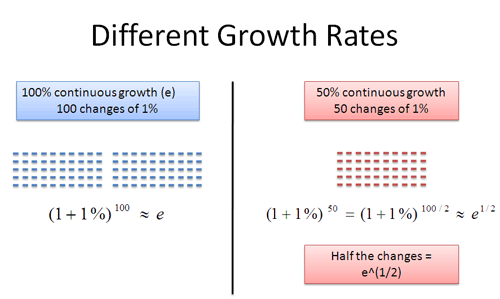 Different Growth Rates
100% continuous growth (e)
100 changes of 1%
50% continuous growth
50 changes of 1%
(1 + 1%)^100 ≈ e
(1 + 1%)^50 = (1 + 1%)^100/2 ≈ e^1/2
Half the changes =
e^(1/2)